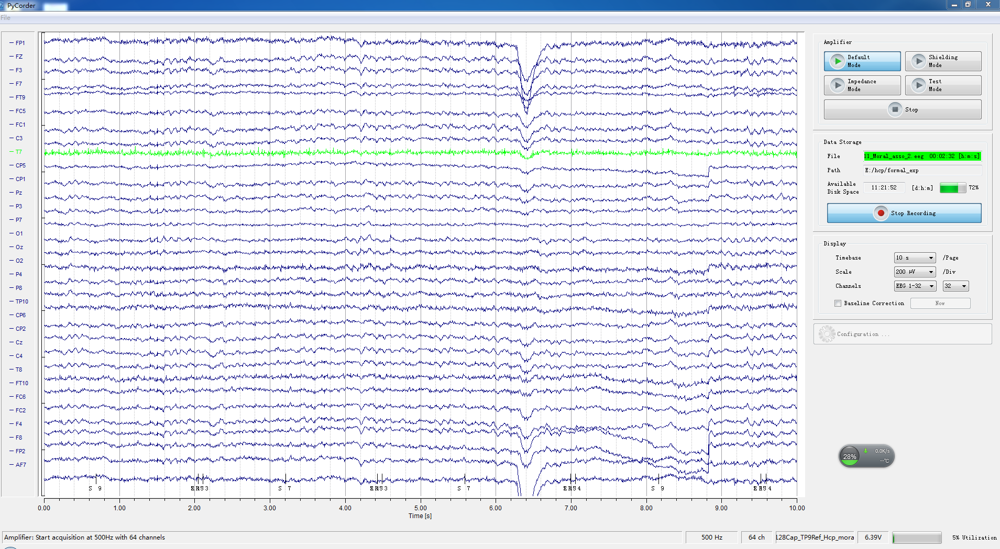 PyCorder
File
FP1
FZ
F3
F7
FT9
FC5
FC1
C3
T7
CP5
CP1
Pz
P3
P7
O1
Oz
O2
P4
P8
TP10
CP6
CP2
Cz
C4
T8
FT10
FC6
FC2
F4
F8
FP2
AF7
S 9
S 7
S 7
S 9
0.00 1.00 2.00 3.00 4.00 5.00 6.00 7.00 8.00 9.00 10.00
Time [s]
Amplifier
Default Mode
Shielding Mode
Impedance Mode
Test Mode
Stop
Data Storage
File 11_Moral_asso_2.eeg 00:02:32 [h:m:s]
Path E:/hcp/formal_exp
Available Disk Space 11:21:52 [d:h:m] 72%
Stop Recording
Display
Timebase 10 s /Page
Scale 200 µV /Div
Channels EEG 1-32 32
Baseline Correction Now
Configuration ...
28% 0.0K/s
--℃
Amplifier: Start acquisition at 500Hz with 64 channels 500 Hz 64 ch 128Cap_TP9Ref_Hcp_mora 6.39V 5% Utilization